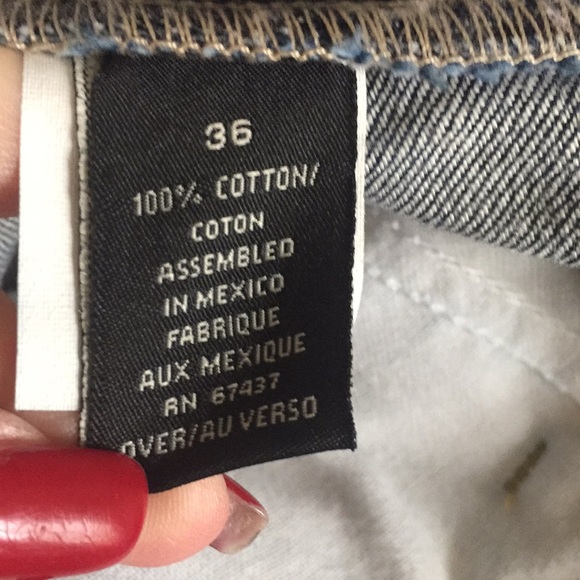 36
100% COTTON/
COTON
ASSEMBLED
IN MEXICO
FABRIQUE
AUX MEXIQUE
RN 67437
OVER/AU VERSO